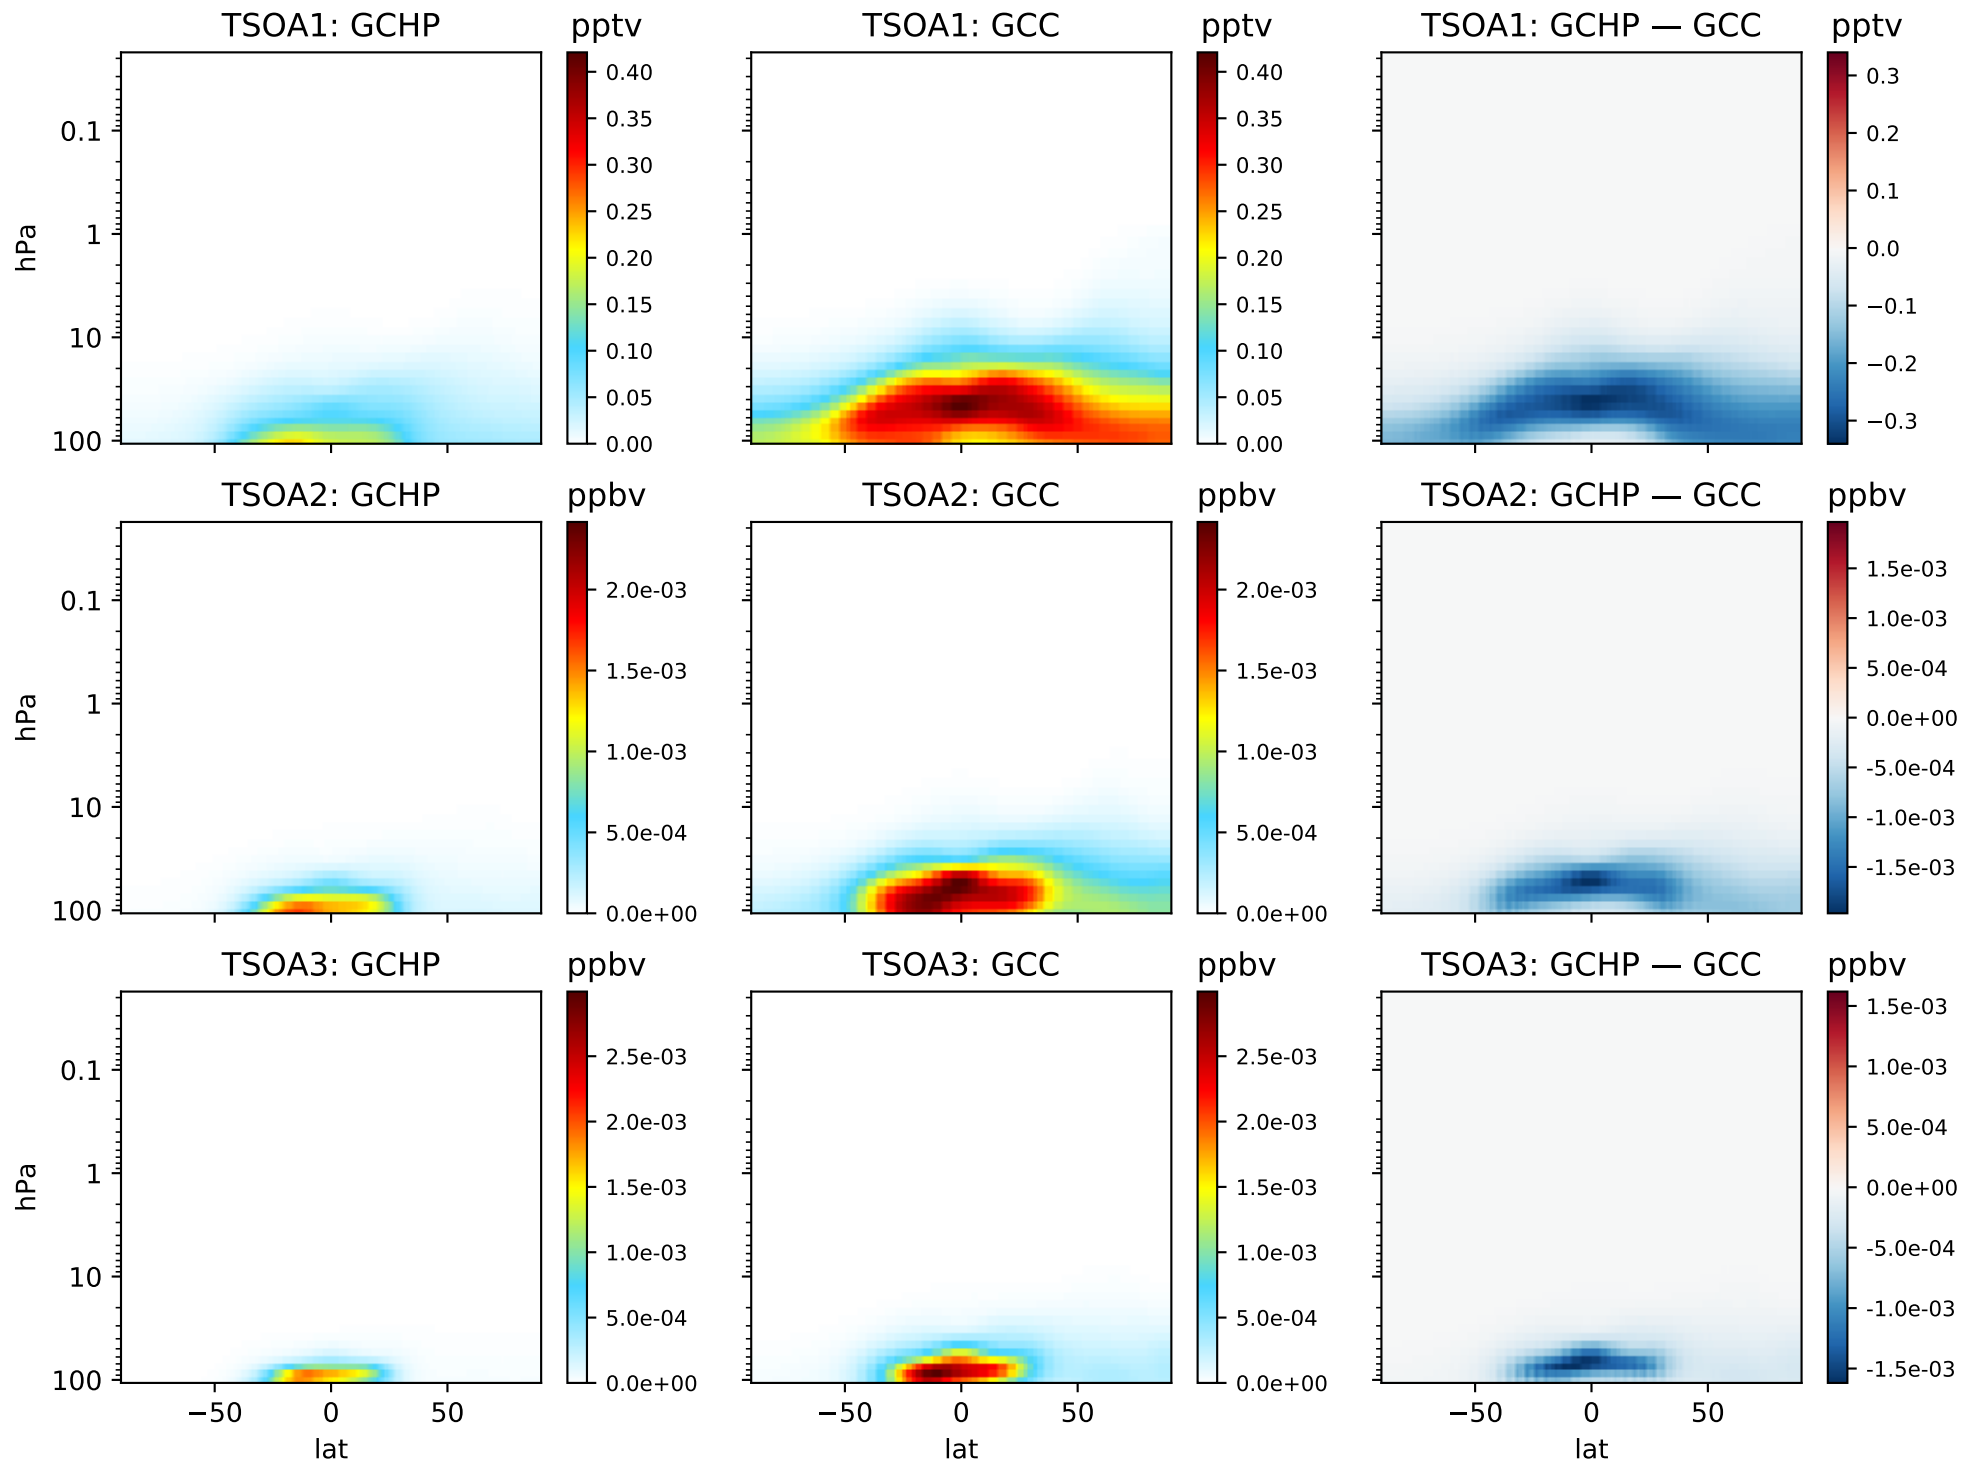 TSOA1: GCHP pptv TSOA1: GCC pptv TSOA1: GCHP — GCC pptv
0.40 0.40 0.3
0.1 0.35 0.35 0.2
0.30 0.30
hPa 1 0.25 0.25 0.1
0.20 0.20 0.0
0.15 0.15 −0.1
10 0.10 0.10 −0.2
0.05 0.05 −0.3
100 0.00 0.00
TSOA2: GCHP ppbv TSOA2: GCC ppbv TSOA2: GCHP — GCC ppbv
2.0e-03 2.0e-03 1.5e-03
0.1 1.0e-03
1.5e-03 1.5e-03 5.0e-04
hPa 1 0.0e+00
1.0e-03 1.0e-03 -5.0e-04
10 5.0e-04 5.0e-04 -1.0e-03
-1.5e-03
100 0.0e+00 0.0e+00
TSOA3: GCHP ppbv TSOA3: GCC ppbv TSOA3: GCHP — GCC ppbv
1.5e-03
0.1 2.5e-03 2.5e-03 1.0e-03
2.0e-03 2.0e-03 5.0e-04
hPa 1 1.5e-03 1.5e-03 0.0e+00
1.0e-03 1.0e-03 -5.0e-04
10 5.0e-04 5.0e-04 -1.0e-03
100 0.0e+00 0.0e+00 -1.5e-03
−50 0 50 −50 0 50 −50 0 50
lat lat lat